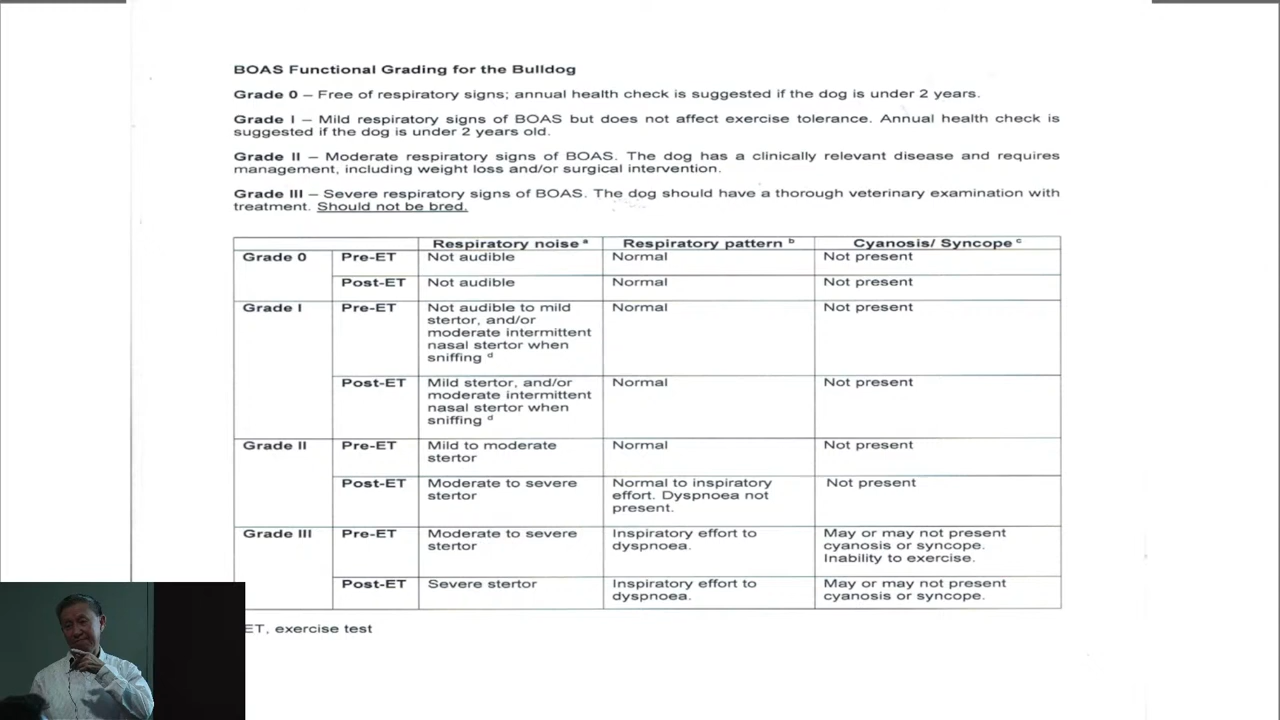 BOAS Functional Grading for the Bulldog
Grade 0 – Free of respiratory signs; annual health check is suggested if the dog is under 2 years.
Grade I – Mild respiratory signs of BOAS but does not affect exercise tolerance. Annual health check is
suggested if the dog is under 2 years old.
Grade II – Moderate respiratory signs of BOAS. The dog has a clinically relevant disease and requires
management, including weight loss and/or surgical intervention.
Grade III – Severe respiratory signs of BOAS. The dog should have a thorough veterinary examination with
treatment. Should not be bred.
Respiratory noise a Respiratory pattern b Cyanosis/ Syncope c
Grade 0 Pre-ET Not audible Normal Not present
Post-ET Not audible Normal Not present
Grade I Pre-ET Not audible to mild Normal Not present
stertor, and/or
moderate intermittent
nasal stertor when
sniffing d
Post-ET Mild stertor, and/or Normal Not present
moderate intermittent
nasal stertor when
sniffing d
Grade II Pre-ET Mild to moderate Normal Not present
stertor
Post-ET Moderate to severe Normal to inspiratory Not present
stertor effort. Dyspnoea not
present.
Grade III Pre-ET Moderate to severe Inspiratory effort to May or may not present
stertor dyspnoea. cyanosis or syncope.
Inability to exercise.
Post-ET Severe stertor Inspiratory effort to May or may not present
dyspnoea. cyanosis or syncope.
ET, exercise test